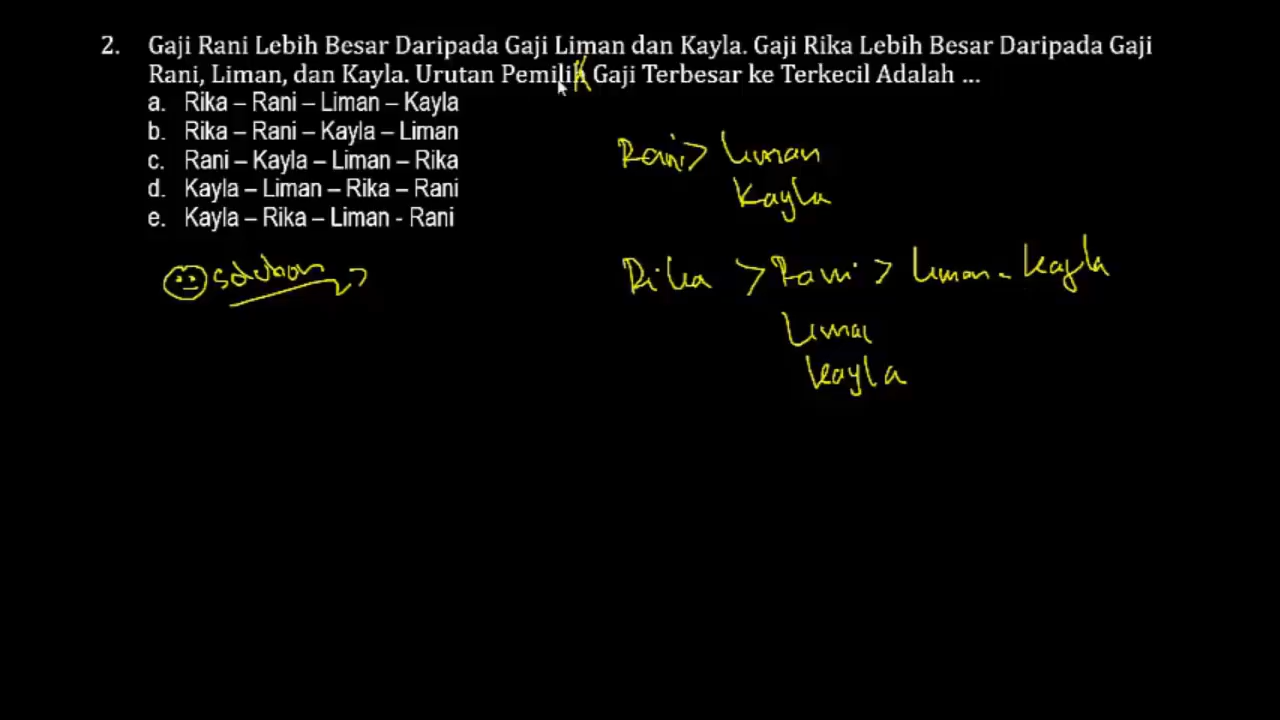 2. Gaji Rani Lebih Besar Daripada Gaji Liman dan Kayla. Gaji Rika Lebih Besar Daripada Gaji
Rani, Liman, dan Kayla. Urutan Pemilik Gaji Terbesar ke Terkecil Adalah ...
a. Rika – Rani – Liman – Kayla
b. Rika – Rani – Kayla – Liman
c. Rani – Kayla – Liman – Rika
d. Kayla – Liman – Rika – Rani
e. Kayla – Rika – Liman - Rani
Rani > Liman
Kayla
solution
Rika > Rani > Liman - Kayla
Liman
Kayla